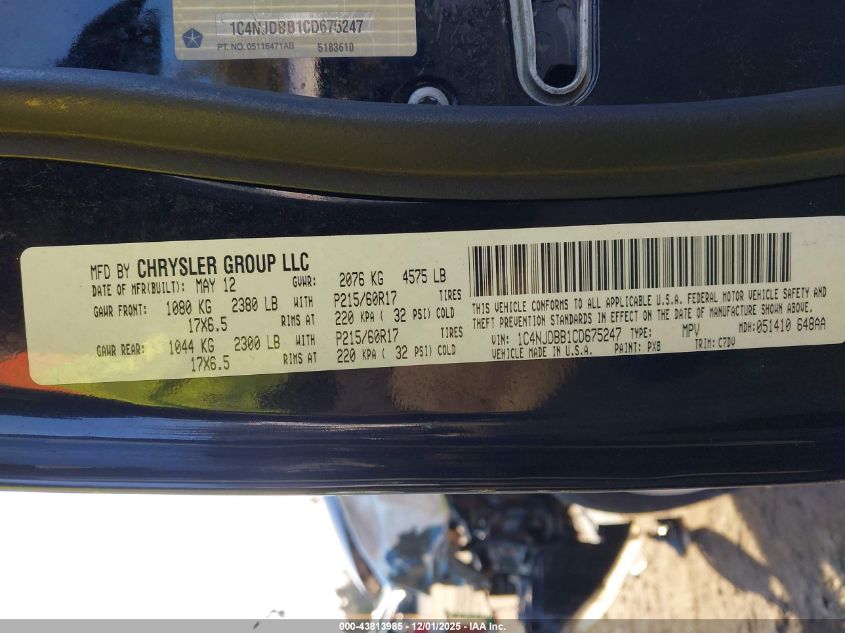 1C4NJDBB1CD675247
PT. NO. 05116471AB 5183610
MFD BY CHRYSLER GROUP LLC
DATE OF MFR(BUILT): MAY 12 GVWR: 2076 KG 4575 LB
GAWR FRONT: 1080 KG 2380 LB WITH P215/60R17 TIRES
17X6.5 RIMS AT 220 KPA ( 32 PSI) COLD
GAWR REAR: 1044 KG 2300 LB WITH P215/60R17 TIRES
17X6.5 RIMS AT 220 KPA ( 32 PSI) COLD
THIS VEHICLE CONFORMS TO ALL APPLICABLE U.S.A. FEDERAL MOTOR VEHICLE SAFETY AND
THEFT PREVENTION STANDARDS IN EFFECT ON THE DATE OF MANUFACTURE SHOWN ABOVE.
VIN: 1C4NJDBB1CD675247 TYPE: MPV MDH:051410 648AA
VEHICLE MADE IN U.S.A. PAINT: PX8 TRIM: C7DV
000-43813985 - 12/01/2025 - IAA Inc.